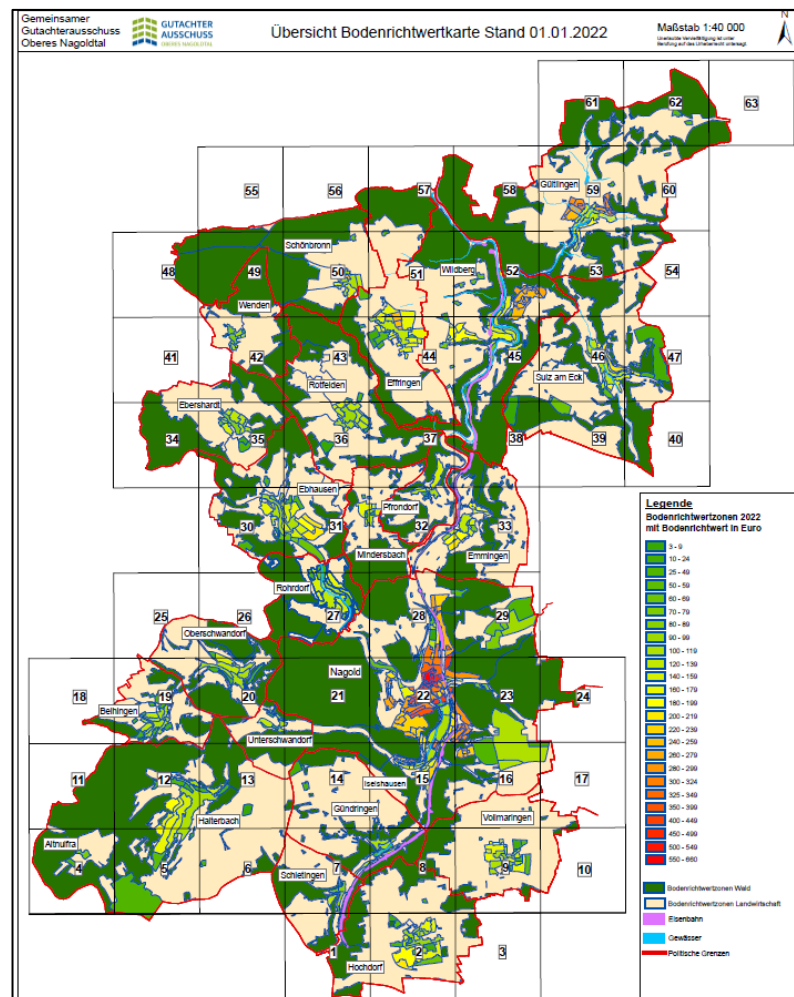 Gemeinsamer
Gutachterausschuss
Oberes Nagoldtal
GUTACHTER
AUSSCHUSS
OBERES NAGOLDTAL
Übersicht Bodenrichtwertkarte Stand 01.01.2022
Maßstab 1:40 000
Unerlaubte Vervielfältigung ist unter
Berufung auf das Urheberrecht untersagt
N
61
62
63
55
56
57
58
Gültlingen
59
60
Schönbronn
48
49
50
51
Wildberg
52
53
54
Wenden
41
42
43
44
45
46
47
Rotfelden
Effringen
Sulz am Eck
Ebershardt
34
35
36
37
38
39
40
Ebhausen
30
31
Pfrondorf
32
33
Mindersbach
Emmingen
Rohrdorf
25
26
27
28
29
Oberschwandorf
Nagold
18
19
20
21
22
23
24
Beihingen
Unterschwandorf
11
12
13
14
Iselshausen
15
16
17
Gündringen
Haiterbach
Vollmaringen
Altnuifra
4
5
6
Schietingen
7
8
9
10
1
2
3
Hochdorf
Legende
Bodenrichtwertzonen 2022
mit Bodenrichtwert in Euro
3 - 9
10 - 24
25 - 49
50 - 59
60 - 69
70 - 79
80 - 89
90 - 99
100 - 119
120 - 139
140 - 159
160 - 179
180 - 199
200 - 219
220 - 239
240 - 259
260 - 279
280 - 299
300 - 324
325 - 349
350 - 399
400 - 449
450 - 499
500 - 549
550 - 660
Bodenrichtwertzonen Wald
Bodenrichtwertzonen Landwirtschaft
Eisenbahn
Gewässer
Politische Grenzen